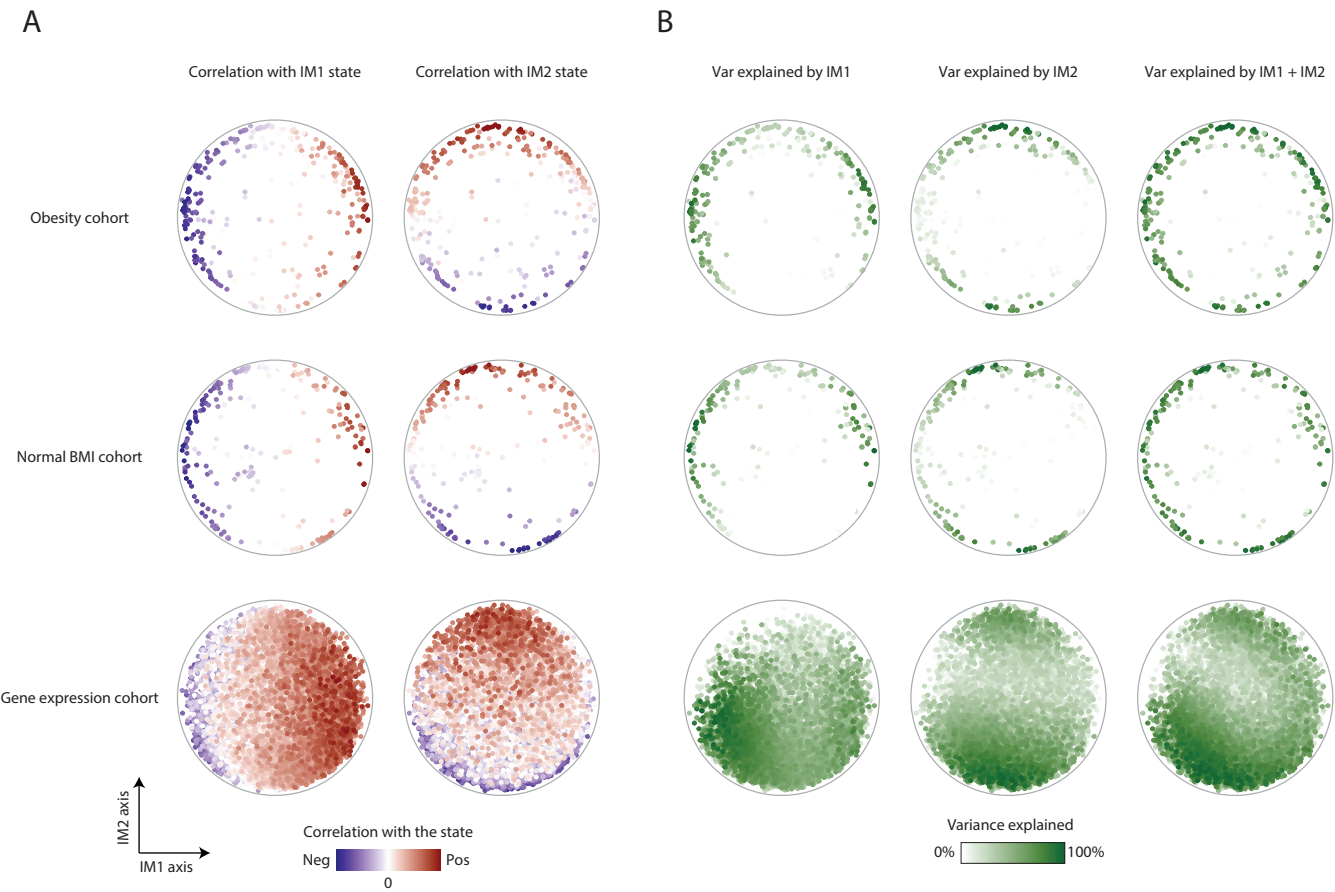 A
B
Correlation with IM1 state
Correlation with IM2 state
Var explained by IM1
Var explained by IM2
Var explained by IM1 + IM2
Obesity cohort
Normal BMI cohort
Gene expression cohort
IM2 axis
IM1 axis
Correlation with the state
Neg
Pos
0
Variance explained
0%
100%